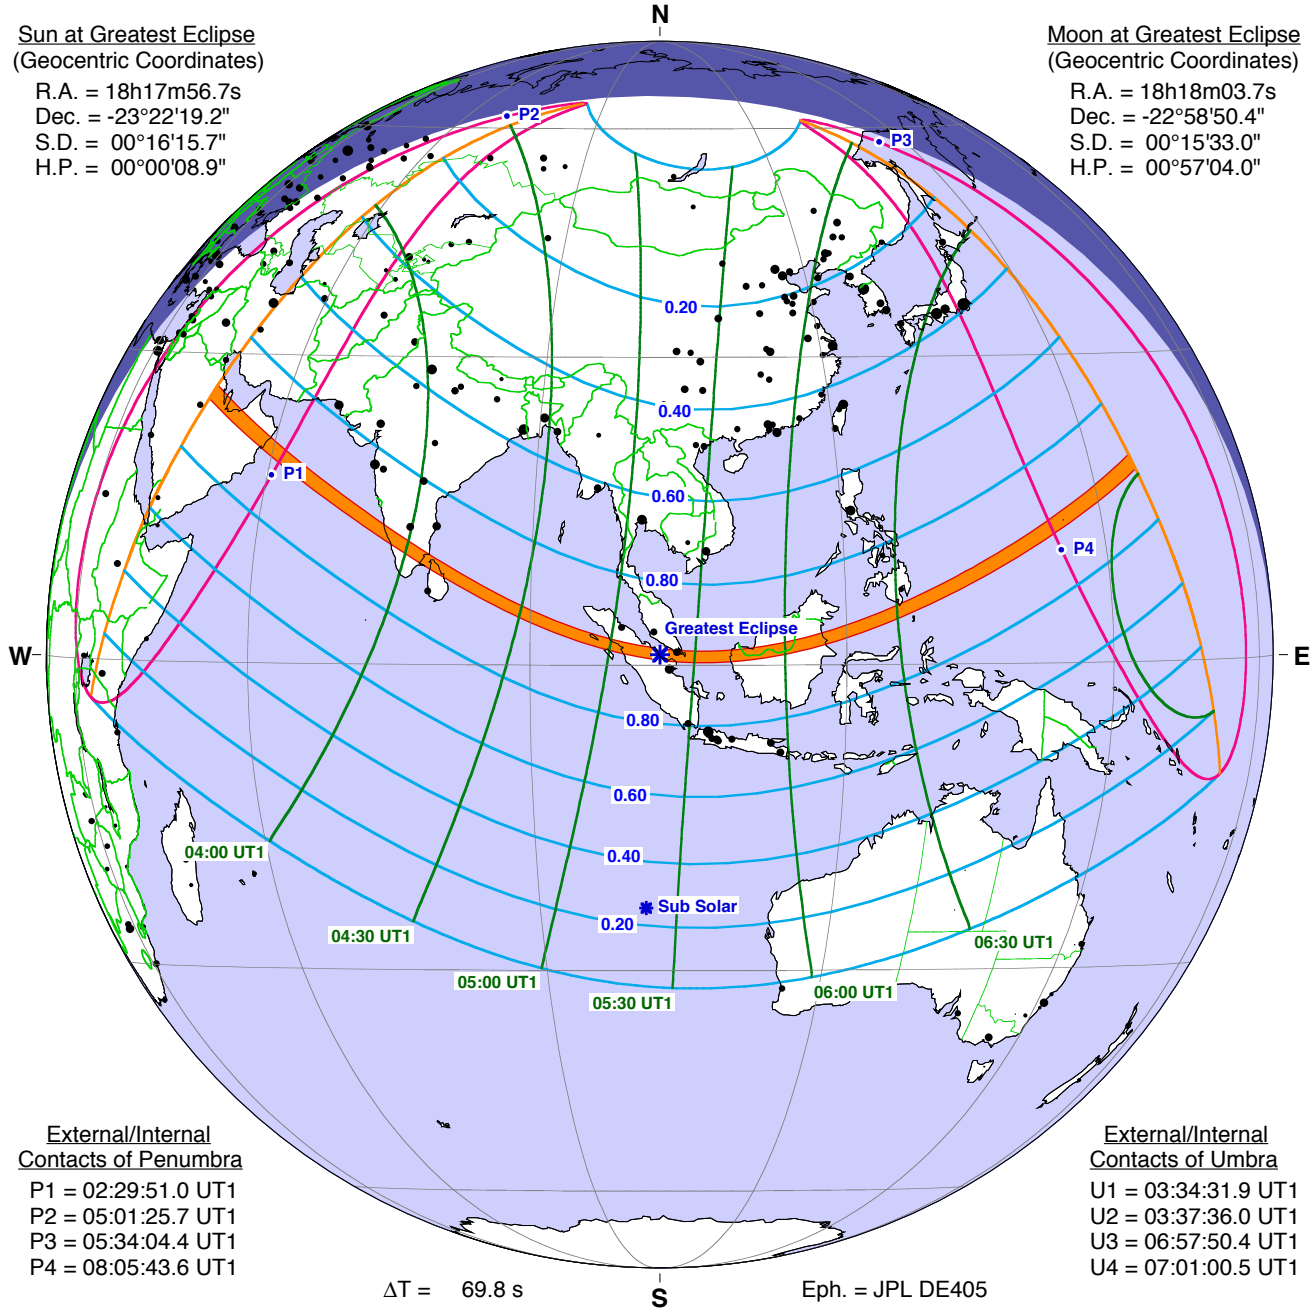 N
Sun at Greatest Eclipse
(Geocentric Coordinates)
R.A. = 18h17m56.7s
Dec. = -23°22'19.2"
S.D. = 00°16'15.7"
H.P. = 00°00'08.9"
Moon at Greatest Eclipse
(Geocentric Coordinates)
R.A. = 18h18m03.7s
Dec. = -22°58'50.4"
S.D. = 00°15'33.0"
H.P. = 00°57'04.0"
P2
P3
0.20
0.40
P1
0.60
P4
0.80
Greatest Eclipse
W
E
0.80
0.60
04:00 UT1
0.40
Sub Solar
0.20
04:30 UT1
06:30 UT1
05:00 UT1
05:30 UT1
06:00 UT1
External/Internal
Contacts of Penumbra
P1 = 02:29:51.0 UT1
P2 = 05:01:25.7 UT1
P3 = 05:34:04.4 UT1
P4 = 08:05:43.6 UT1
External/Internal
Contacts of Umbra
U1 = 03:34:31.9 UT1
U2 = 03:37:36.0 UT1
U3 = 06:57:50.4 UT1
U4 = 07:01:00.5 UT1
ΔT = 69.8 s
S
Eph. = JPL DE405